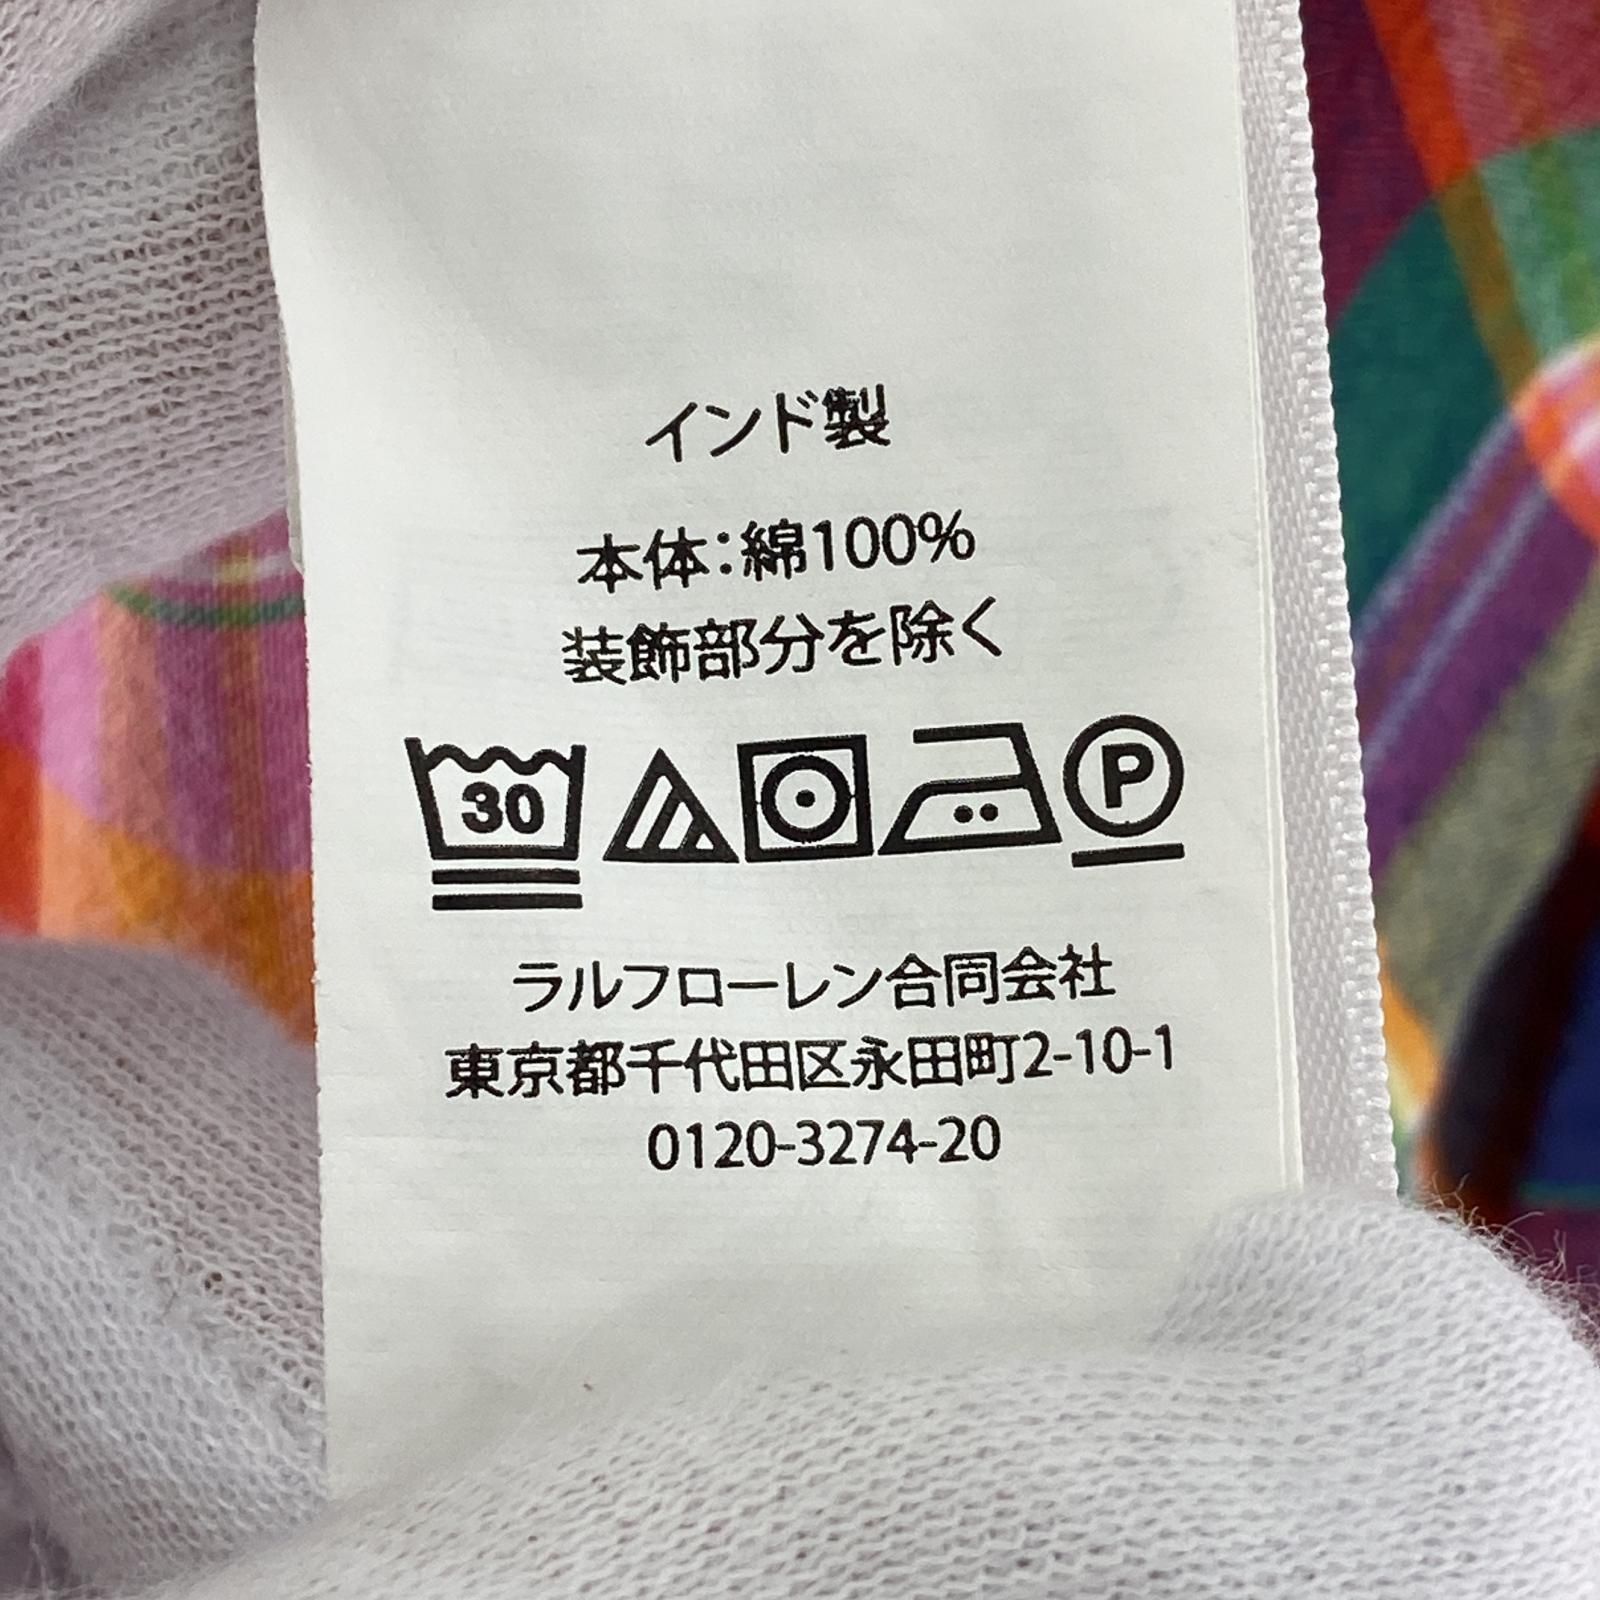 インド製
本体:綿100%
装飾部分を除く
30 P
ラルフローレン合同会社
東京都千代田区永田町2-10-1
0120-3274-20